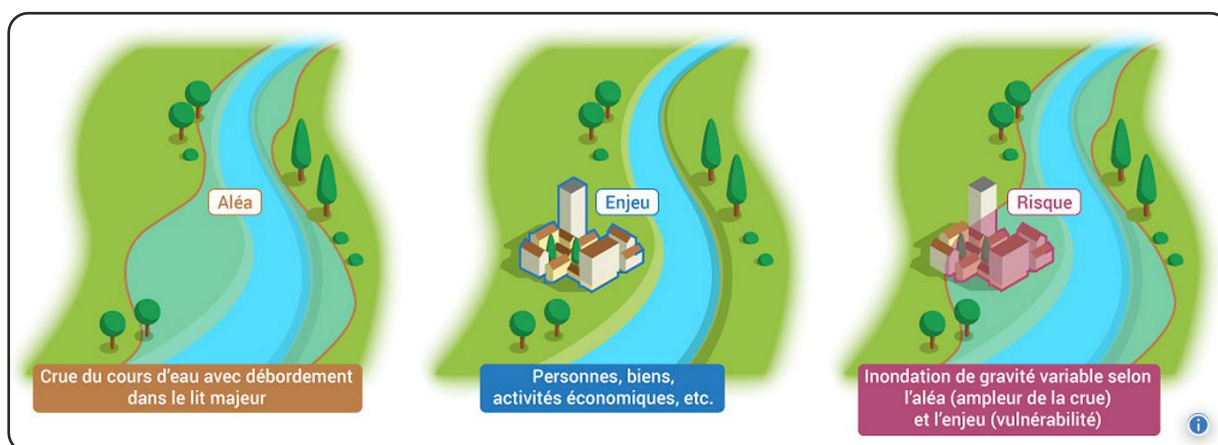 Aléa
Crue du cours d’eau avec débordement
dans le lit majeur
Enjeu
Personnes, biens,
activités économiques, etc.
Risque
Inondation de gravité variable selon
l’aléa (ampleur de la crue)
et l’enjeu (vulnérabilité)
i